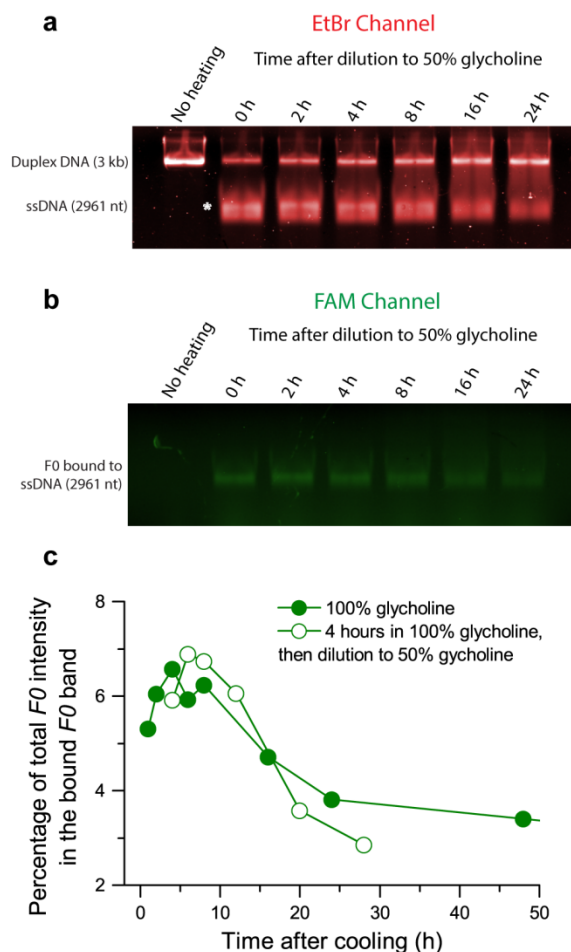 a
EtBr Channel
Time after dilution to 50% glycholine
No heating
0 h
2 h
4 h
8 h
16 h
24 h
Duplex DNA (3 kb)
ssDNA (2961 nt)
*
b
FAM Channel
Time after dilution to 50% glycholine
No heating
0 h
2 h
4 h
8 h
16 h
24 h
F0 bound to
ssDNA (2961 nt)
c
Percentage of total F0 intensity
in the bound F0 band
8
6
4
2
100% glycholine
4 hours in 100% glycholine,
then dilution to 50% gycholine
0 10 20 30 40 50
Time after cooling (h)